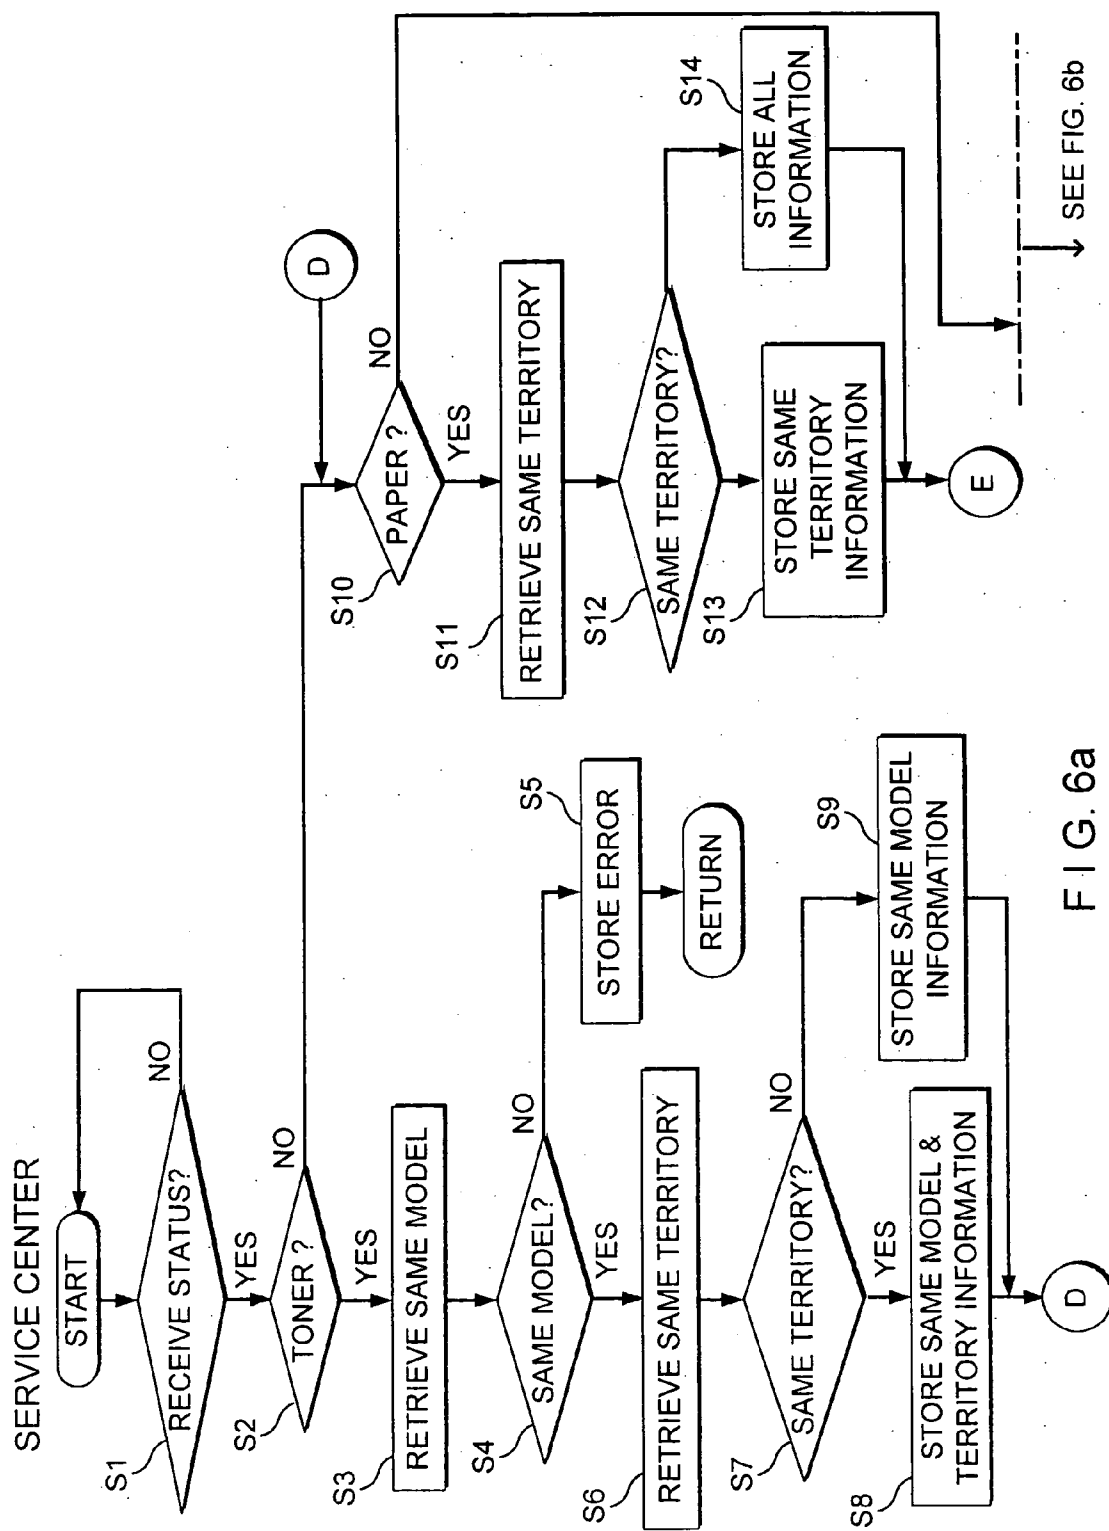 SERVICE CENTER
START
S1
RECEIVE STATUS?
NO
YES
S2
TONER ?
NO
YES
S3
RETRIEVE SAME MODEL
S4
SAME MODEL?
NO
YES
S5
STORE ERROR
RETURN
S6
RETRIEVE SAME TERRITORY
S7
SAME TERRITORY?
NO
YES
S8
STORE SAME MODEL &
TERRITORY INFORMATION
S9
STORE SAME MODEL
INFORMATION
D
D
S10
PAPER ?
NO
YES
S11
RETRIEVE SAME TERRITORY
S12
SAME TERRITORY?
S13
STORE SAME
TERRITORY
INFORMATION
S14
STORE ALL
INFORMATION
E
SEE FIG. 6b
FIG. 6a